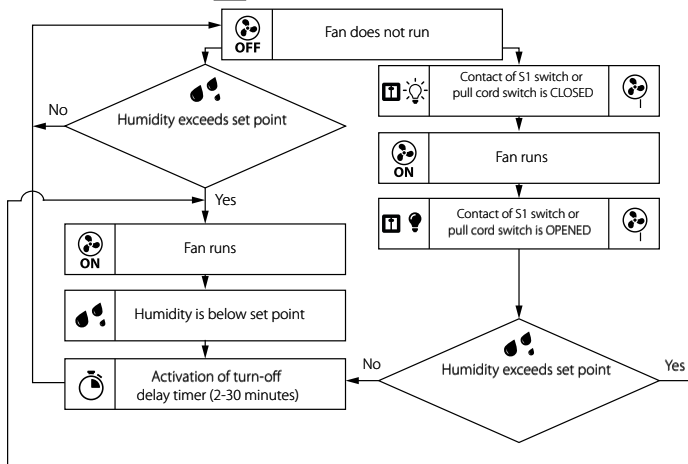 OFF
Fan does not run
No
Humidity exceeds set point
Yes
ON
Fan runs
Humidity is below set point
Activation of turn-off
delay timer (2-30 minutes)
Contact of S1 switch or
pull cord switch is CLOSED
ON
Fan runs
Contact of S1 switch or
pull cord switch is OPENED
No
Humidity exceeds set point
Yes